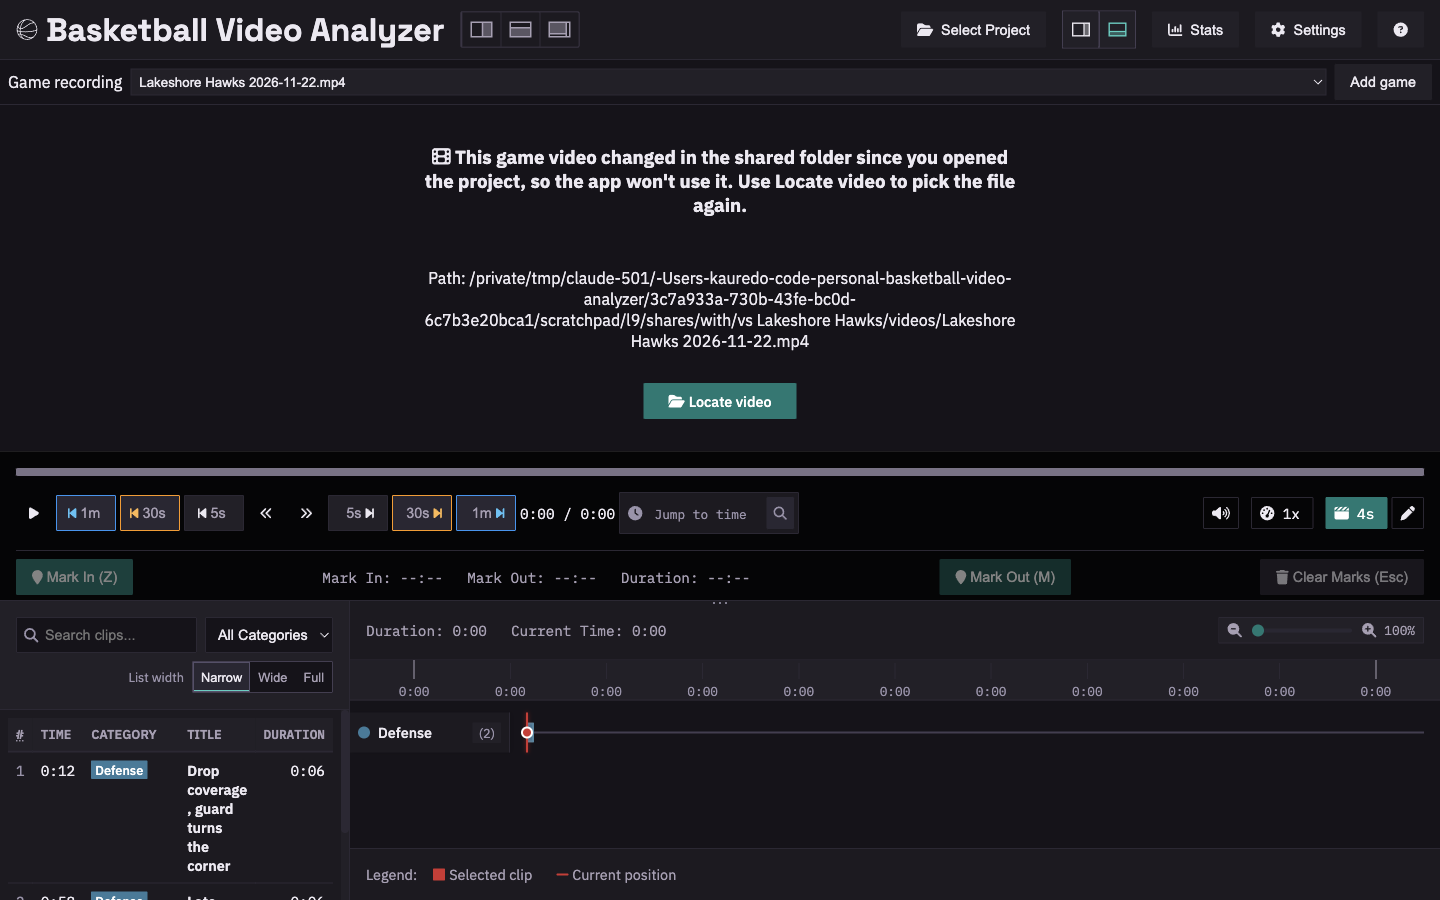 Basketball Video Analyzer
Select Project
Stats
Settings
?
Game recording
Lakeshore Hawks 2026-11-22.mp4
Add game
This game video changed in the shared folder since you opened
the project, so the app won't use it. Use Locate video to pick the file
again.
Path: /private/tmp/claude-501/-Users-kauredo-code-personal-basketball-video-
analyzer/3c7a933a-730b-43fe-bc0d-
6c7b3e20bca1/scratchpad/l9/shares/with/vs Lakeshore Hawks/videos/Lakeshore
Hawks 2026-11-22.mp4
Locate video
1m
30s
5s
5s
30s
1m
0:00 / 0:00
Jump to time
1x
4s
Mark In (Z)
Mark In: --:-- Mark Out: --:-- Duration: --:--
Mark Out (M)
Clear Marks (Esc)
Search clips...
All Categories
List width
Narrow
Wide
Full
# TIME CATEGORY TITLE DURATION
1 0:12 Defense Drop coverage, guard turns the corner 0:06
Duration: 0:00 Current Time: 0:00
100%
0:00 0:00 0:00 0:00 0:00 0:00 0:00 0:00 0:00 0:00 0:00
Defense (2)
Legend: Selected clip Current position